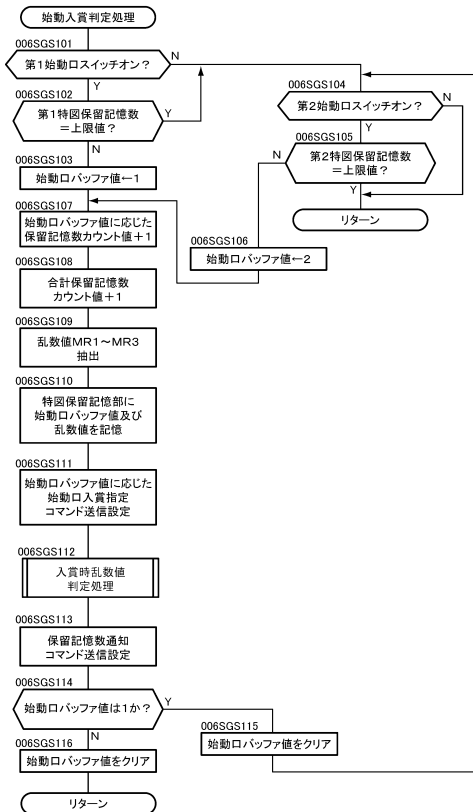 始動入賞判定処理
006SGS101
第1始動口スイッチオン？
N
Y
006SGS102
第1特図保留記憶数
＝上限値？
Y
N
006SGS103
始動口バッファ値←1
006SGS107
始動口バッファ値に応じた
保留記憶数カウント値＋1
006SGS108
合計保留記憶数
カウント値＋1
006SGS109
乱数値MR1～MR3
抽出
006SGS110
特図保留記憶部に
始動口バッファ値及び
乱数値を記憶
006SGS111
始動口バッファ値に応じた
始動口入賞指定
コマンド送信設定
006SGS112
入賞時乱数値
判定処理
006SGS113
保留記憶数通知
コマンド送信設定
006SGS114
始動口バッファ値は1か？
Y
N
006SGS116
始動口バッファ値をクリア
リターン
006SGS104
第2始動口スイッチオン？
N
Y
006SGS105
第2特図保留記憶数
＝上限値？
N
Y
リターン
006SGS106
始動口バッファ値←2
006SGS115
始動口バッファ値をクリア